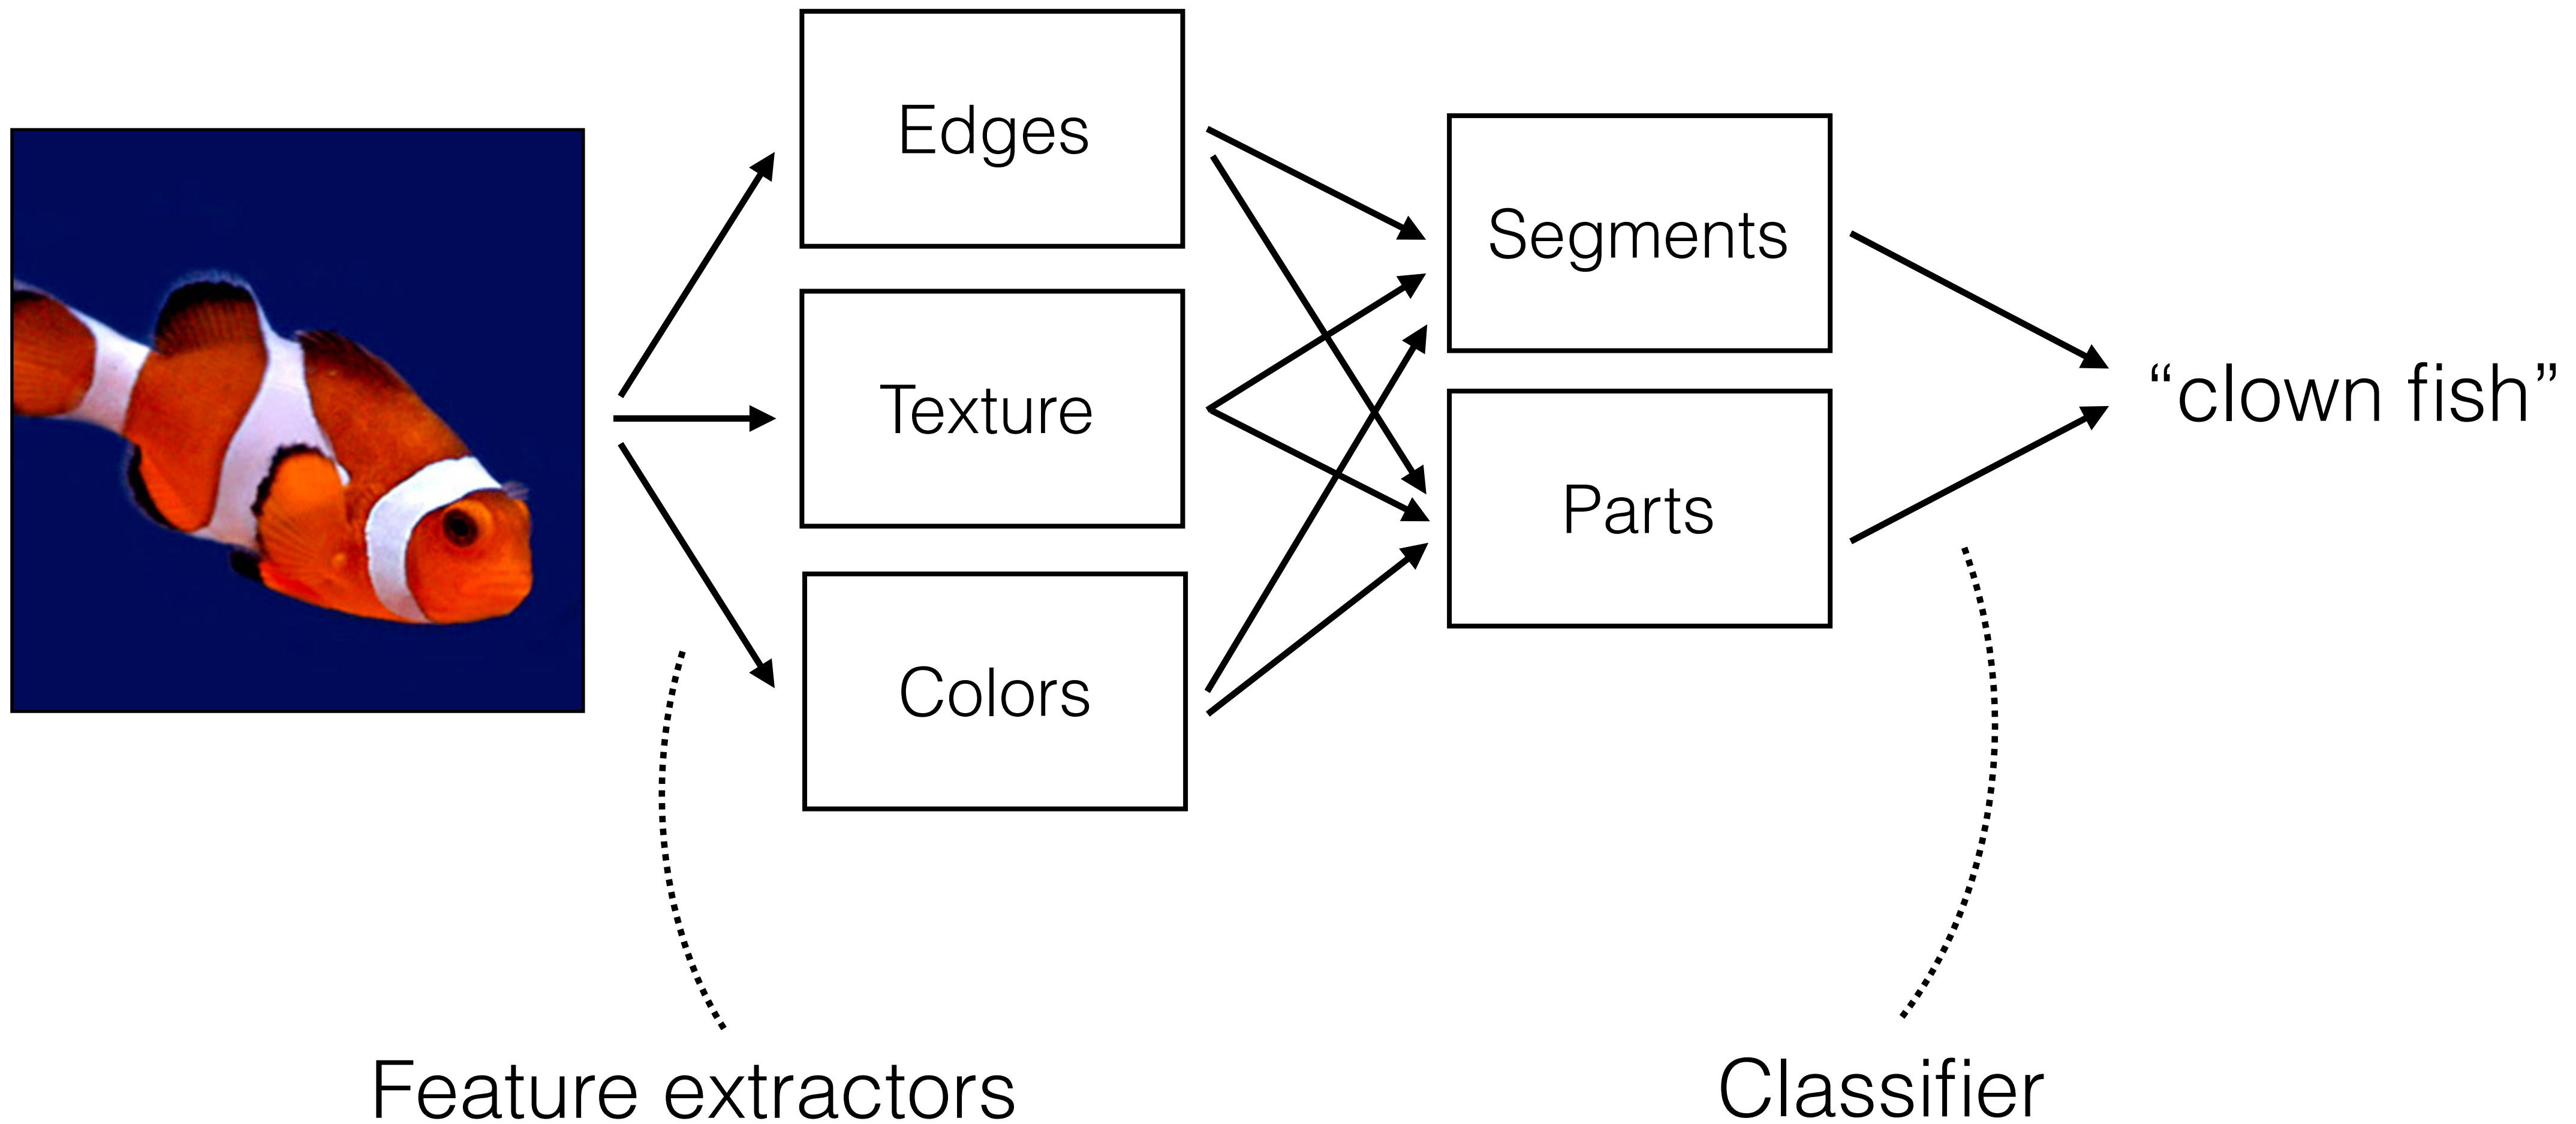 Edges
Texture
Colors
Segments
Parts
“clown fish”
Feature extractors
Classifier